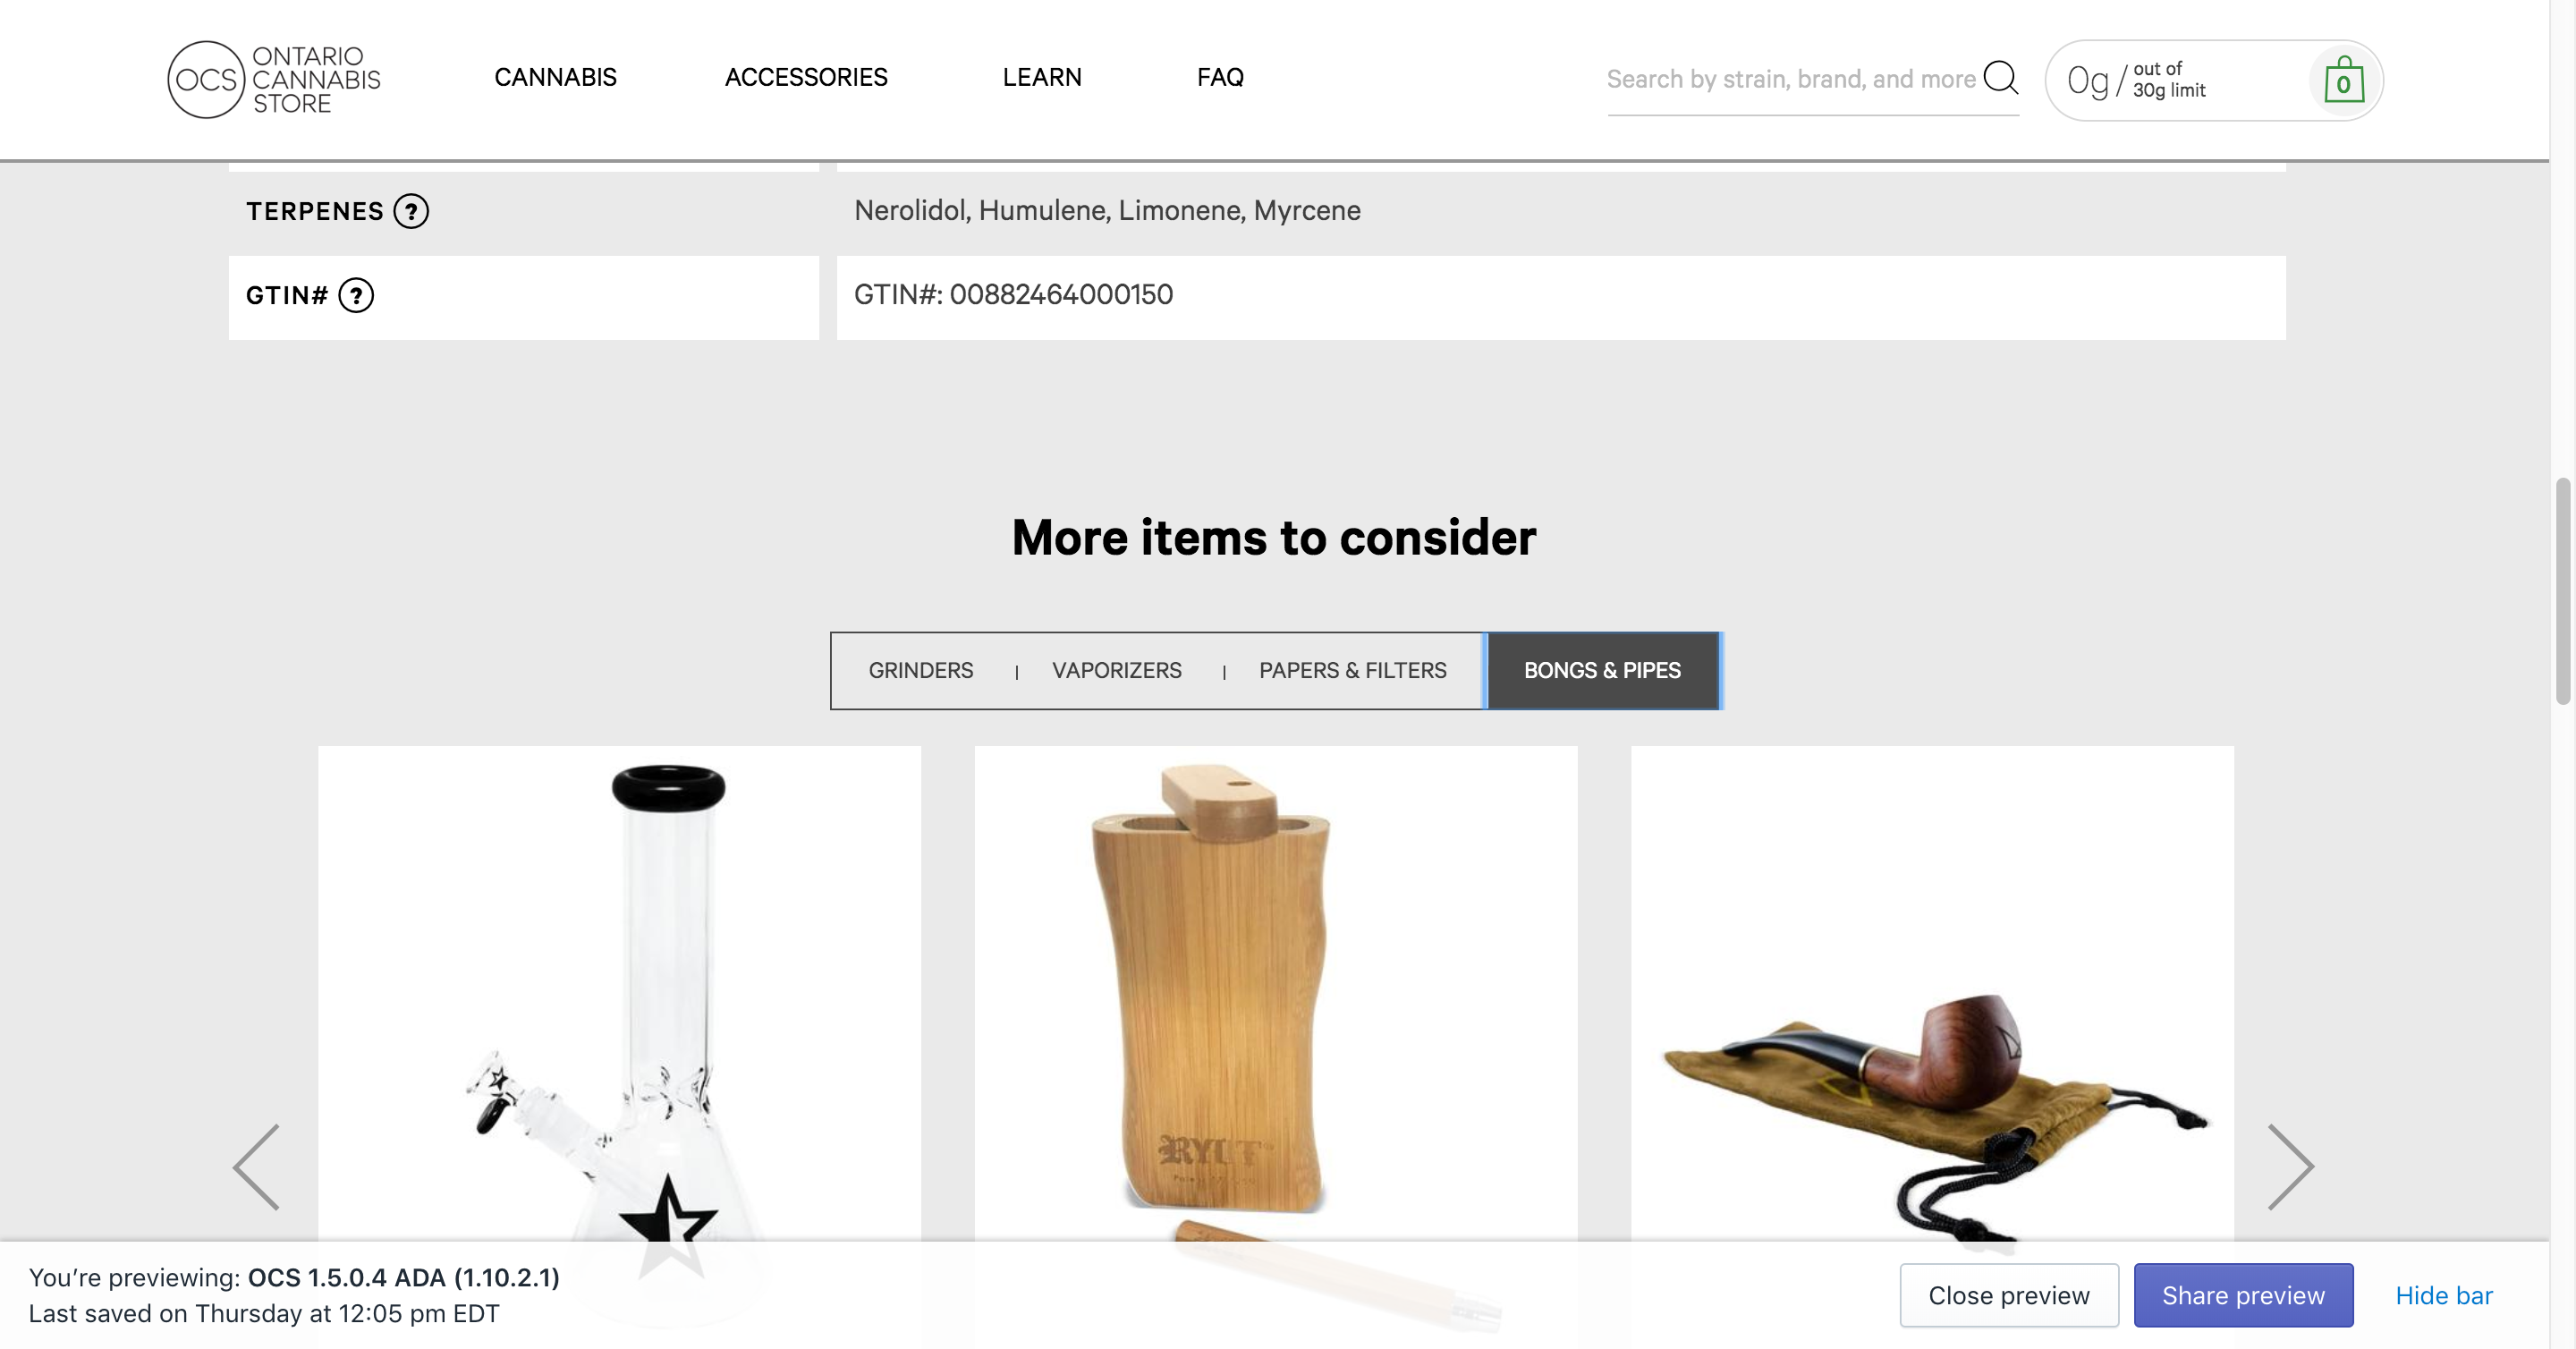 OCS ONTARIO
CANNABIS
STORE
CANNABIS
ACCESSORIES
LEARN
FAQ
Search by strain, brand, and more
0g / out of
30g limit
0
TERPENES ?
Nerolidol, Humulene, Limonene, Myrcene
GTIN# ?
GTIN#: 00882464000150
More items to consider
GRINDERS | VAPORIZERS | PAPERS & FILTERS
BONGS & PIPES
You’re previewing: OCS 1.5.0.4 ADA (1.10.2.1)
Last saved on Thursday at 12:05 pm EDT
Close preview
Share preview
Hide bar